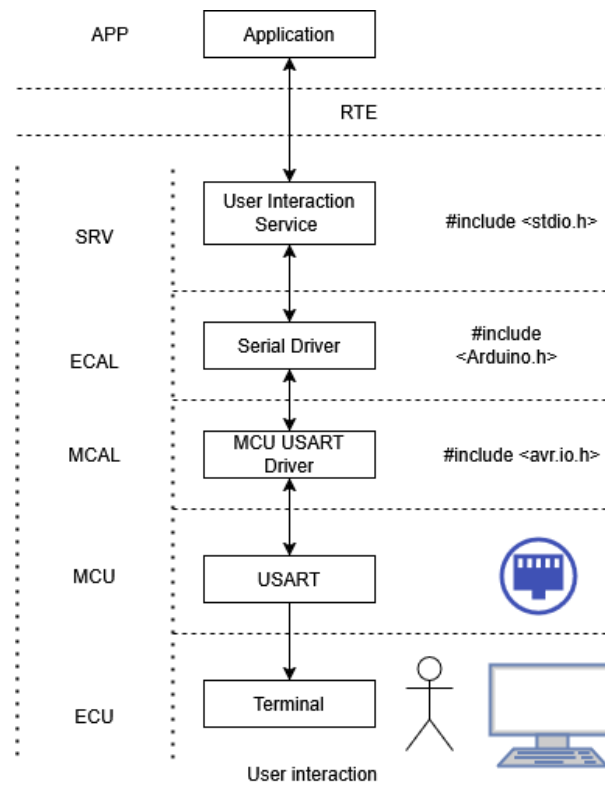 APP
Application
RTE
User Interaction
Service
#include <stdio.h>
SRV
Serial Driver
#include
<Arduino.h>
ECAL
MCU USART
Driver
MCAL
#include <avr.io.h>
MCU
USART
Terminal
ECU
User interaction